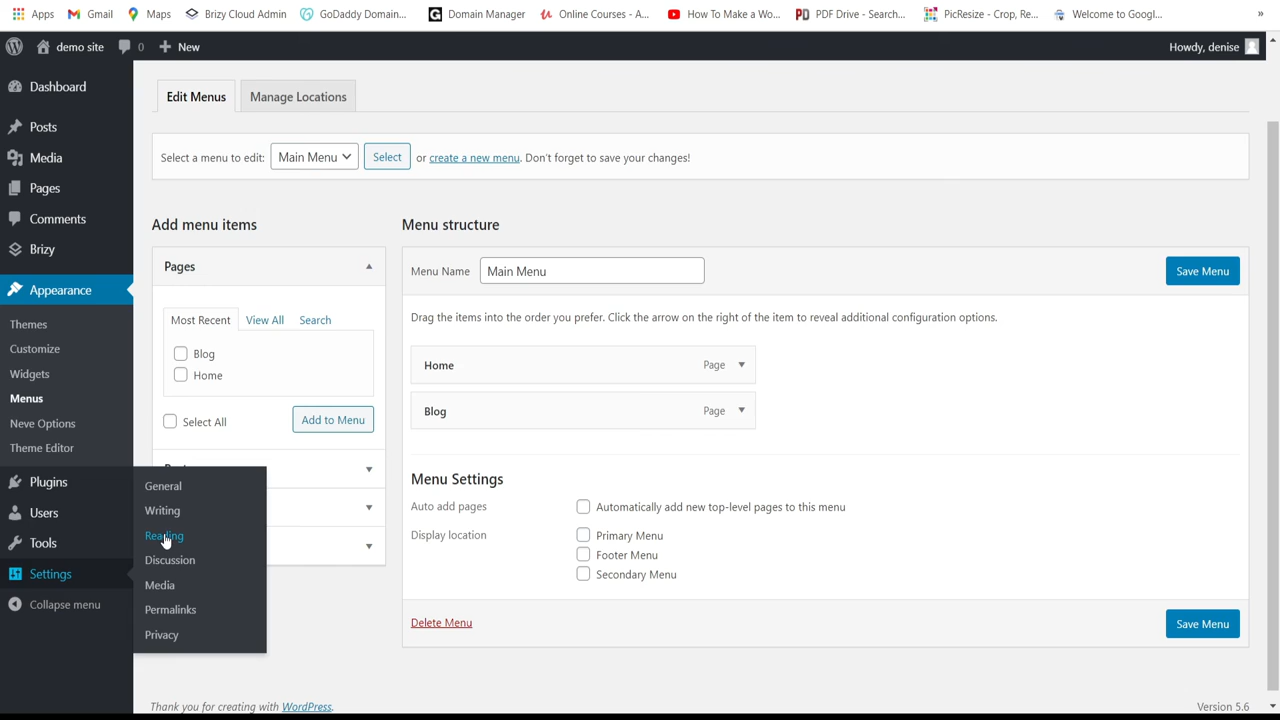 Apps Gmail Maps Brizy Cloud Admin GoDaddy Domain... Domain Manager Online Courses - A... How To Make a Wo... PDF Drive - Search... PicResize - Crop, Re... Welcome to Googl... »
demo site 0 New Howdy, denise
Dashboard
Posts
Media
Pages
Comments
Brizy
Appearance
Themes
Customize
Widgets
Menus
Neve Options
Theme Editor
Plugins
Users
Tools
Settings
Collapse menu
General
Writing
Reading
Discussion
Media
Permalinks
Privacy
Edit Menus Manage Locations
Select a menu to edit: Main Menu Select or create a new menu. Don't forget to save your changes!
Add menu items
Pages
Most Recent View All Search
Blog
Home
Select All Add to Menu
Menu structure
Menu Name Main Menu Save Menu
Drag the items into the order you prefer. Click the arrow on the right of the item to reveal additional configuration options.
Home Page
Blog Page
Menu Settings
Auto add pages Automatically add new top-level pages to this menu
Display location Primary Menu
Footer Menu
Secondary Menu
Delete Menu Save Menu
Thank you for creating with WordPress. Version 5.6